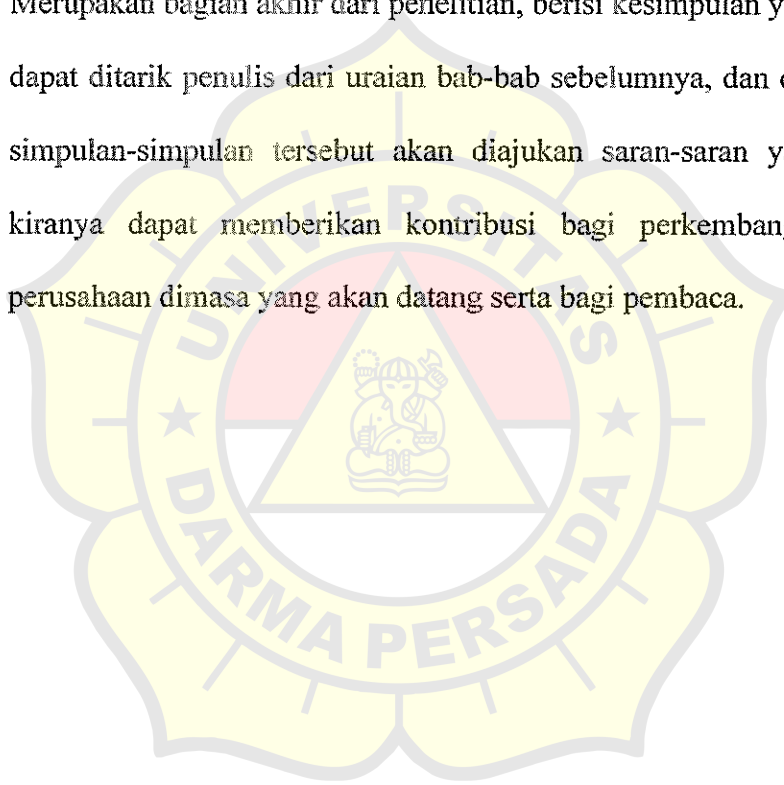 Merupakan bagian akhir dari penelitian, berisi kesimpulan y
dapat ditarik penulis dari uraian bab-bab sebelumnya, dan
simpulan-simpulan tersebut akan diajukan saran-saran y
kiranya dapat memberikan kontribusi bagi perkemban
perusahaan dimasa yang akan datang serta bagi pembaca.
UNIVERSITAS
DARMA PERSADA